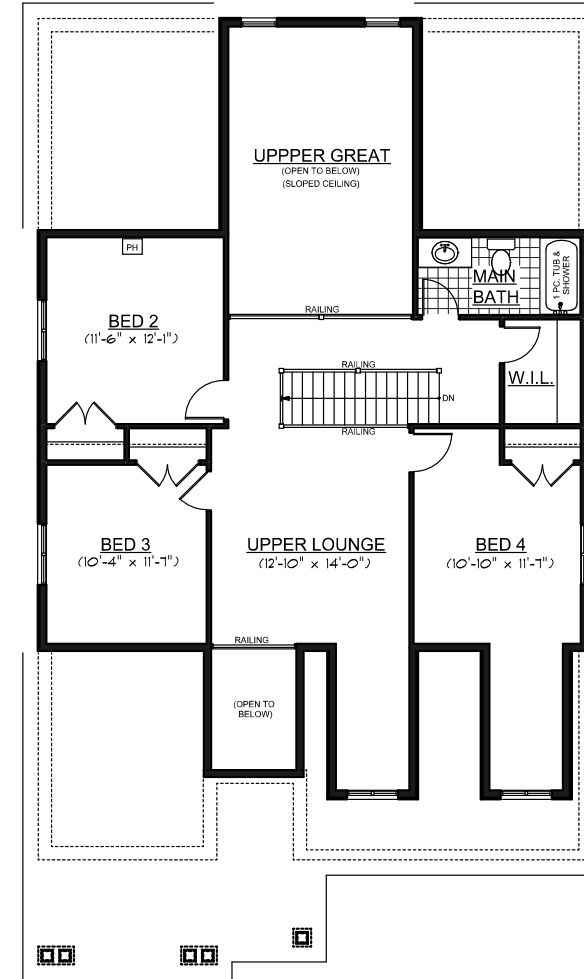 UPPPER GREAT
(OPEN TO BELOW)
(SLOPED CEILING)
PH
MAIN
BATH
1 PC. TUB &
SHOWER
BED 2
(11'-6" x 12'-1")
RAILING
RAILING
W.I.L.
DN
RAILING
BED 3
(10'-4" x 11'-7")
UPPER LOUNGE
(12'-10" x 14'-0")
BED 4
(10'-10" x 11'-7")
RAILING
(OPEN TO
BELOW)